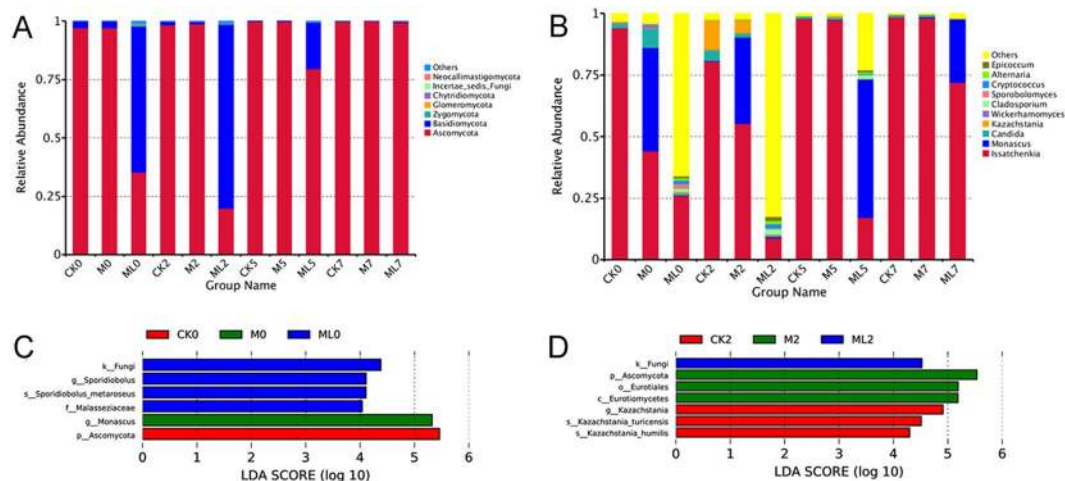 A
Relative Abundance
1
0.75
0.5
0.25
0
CK0 M0 ML0 CK2 M2 ML2 CK5 M5 ML5 CK7 M7 ML7
Group Name
Others
Neocallimastigomycota
Incertae_sedis_Fungi
Chytridiomycota
Glomeromycota
Zygomycota
Basidiomycota
Ascomycota
B
Relative Abundance
1
0.75
0.5
0.25
0
CK0 M0 ML0 CK2 M2 ML2 CK5 M5 ML5 CK7 M7 ML7
Group Name
Others
Epicoccum
Alternaria
Cryptococcus
Sporobolomyces
Cladosporium
Wickerhamomyces
Kazachstania
Candida
Monascus
Issatchenkia
C
CK0 M0 ML0
k__Fungi
g__Sporidiobolus
s__Sporidiobolus_metaroseus
f__Malasseziaceae
g__Monascus
p__Ascomycota
0 1 2 3 4 5 6
LDA SCORE (log 10)
D
CK2 M2 ML2
k__Fungi
p__Ascomycota
o__Eurotiales
c__Eurotiomycetes
g__Kazachstania
s__Kazachstania_turicensis
s__Kazachstania_humilis
0 1 2 3 4 5 6
LDA SCORE (log 10)